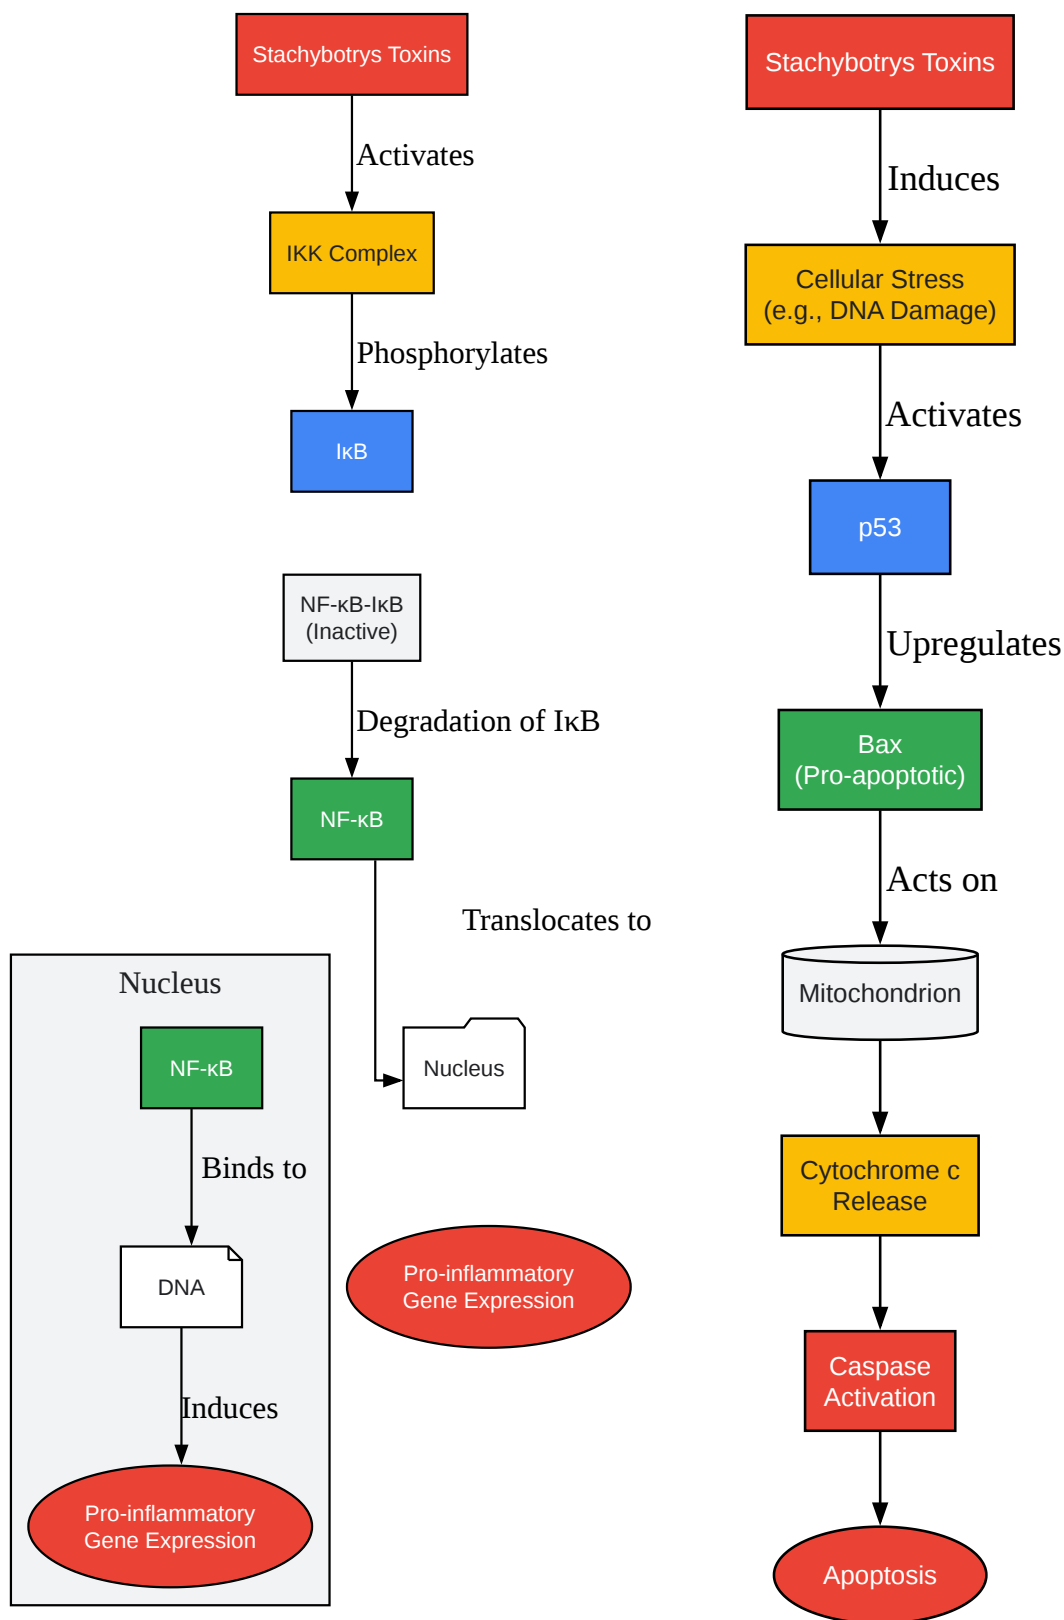 Stachybotrys Toxins
Activates
IKK Complex
Phosphorylates
IκB
NF-κB-IκB
(Inactive)
Degradation of IκB
NF-κB
Translocates to
Nucleus
Nucleus
NF-κB
Binds to
DNA
Induces
Pro-inflammatory
Gene Expression
Pro-inflammatory
Gene Expression
Stachybotrys Toxins
Induces
Cellular Stress
(e.g., DNA Damage)
Activates
p53
Upregulates
Bax
(Pro-apoptotic)
Acts on
Mitochondrion
Cytochrome c
Release
Caspase
Activation
Apoptosis